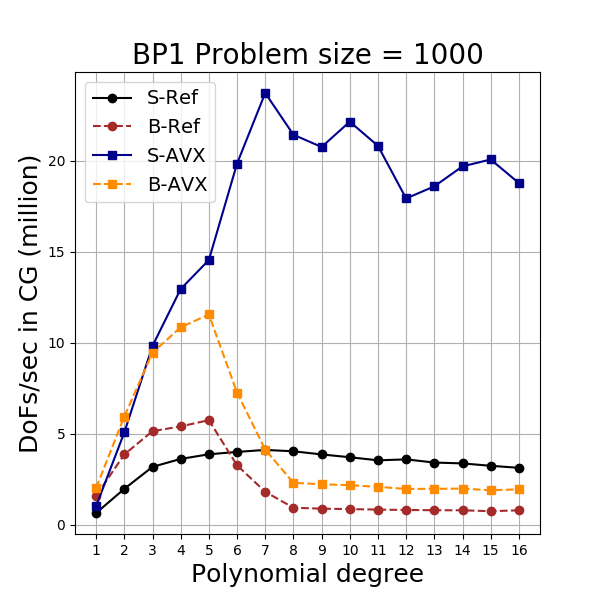 BP1 Problem size = 1000
S-Ref
B-Ref
S-AVX
B-AVX
DoFs/sec in CG (million)
20
15
10
5
0
1 2 3 4 5 6 7 8 9 10 11 12 13 14 15 16
Polynomial degree